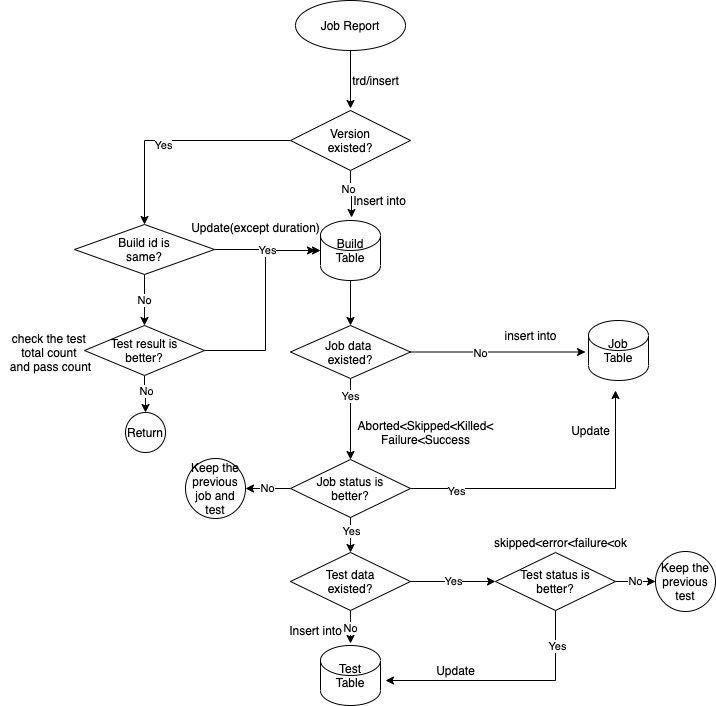 Job Report
trd/insert
Version
existed?
Yes
No
Insert into
Update(except duration)
Build id is
same?
Yes
Build
Table
No
check the test
total count
and pass count
Test result is
better?
No
Return
Job data
existed?
No
insert into
Job
Table
Yes
Aborted<Skipped<Killed<
Failure<Success
Update
Keep the
previous
job and
test
No
Job status is
better?
Yes
Yes
skipped<error<failure<ok
Test data
existed?
Yes
Test status is
better?
No
Keep the
previous
test
Insert into
No
Yes
Test
Table
Update